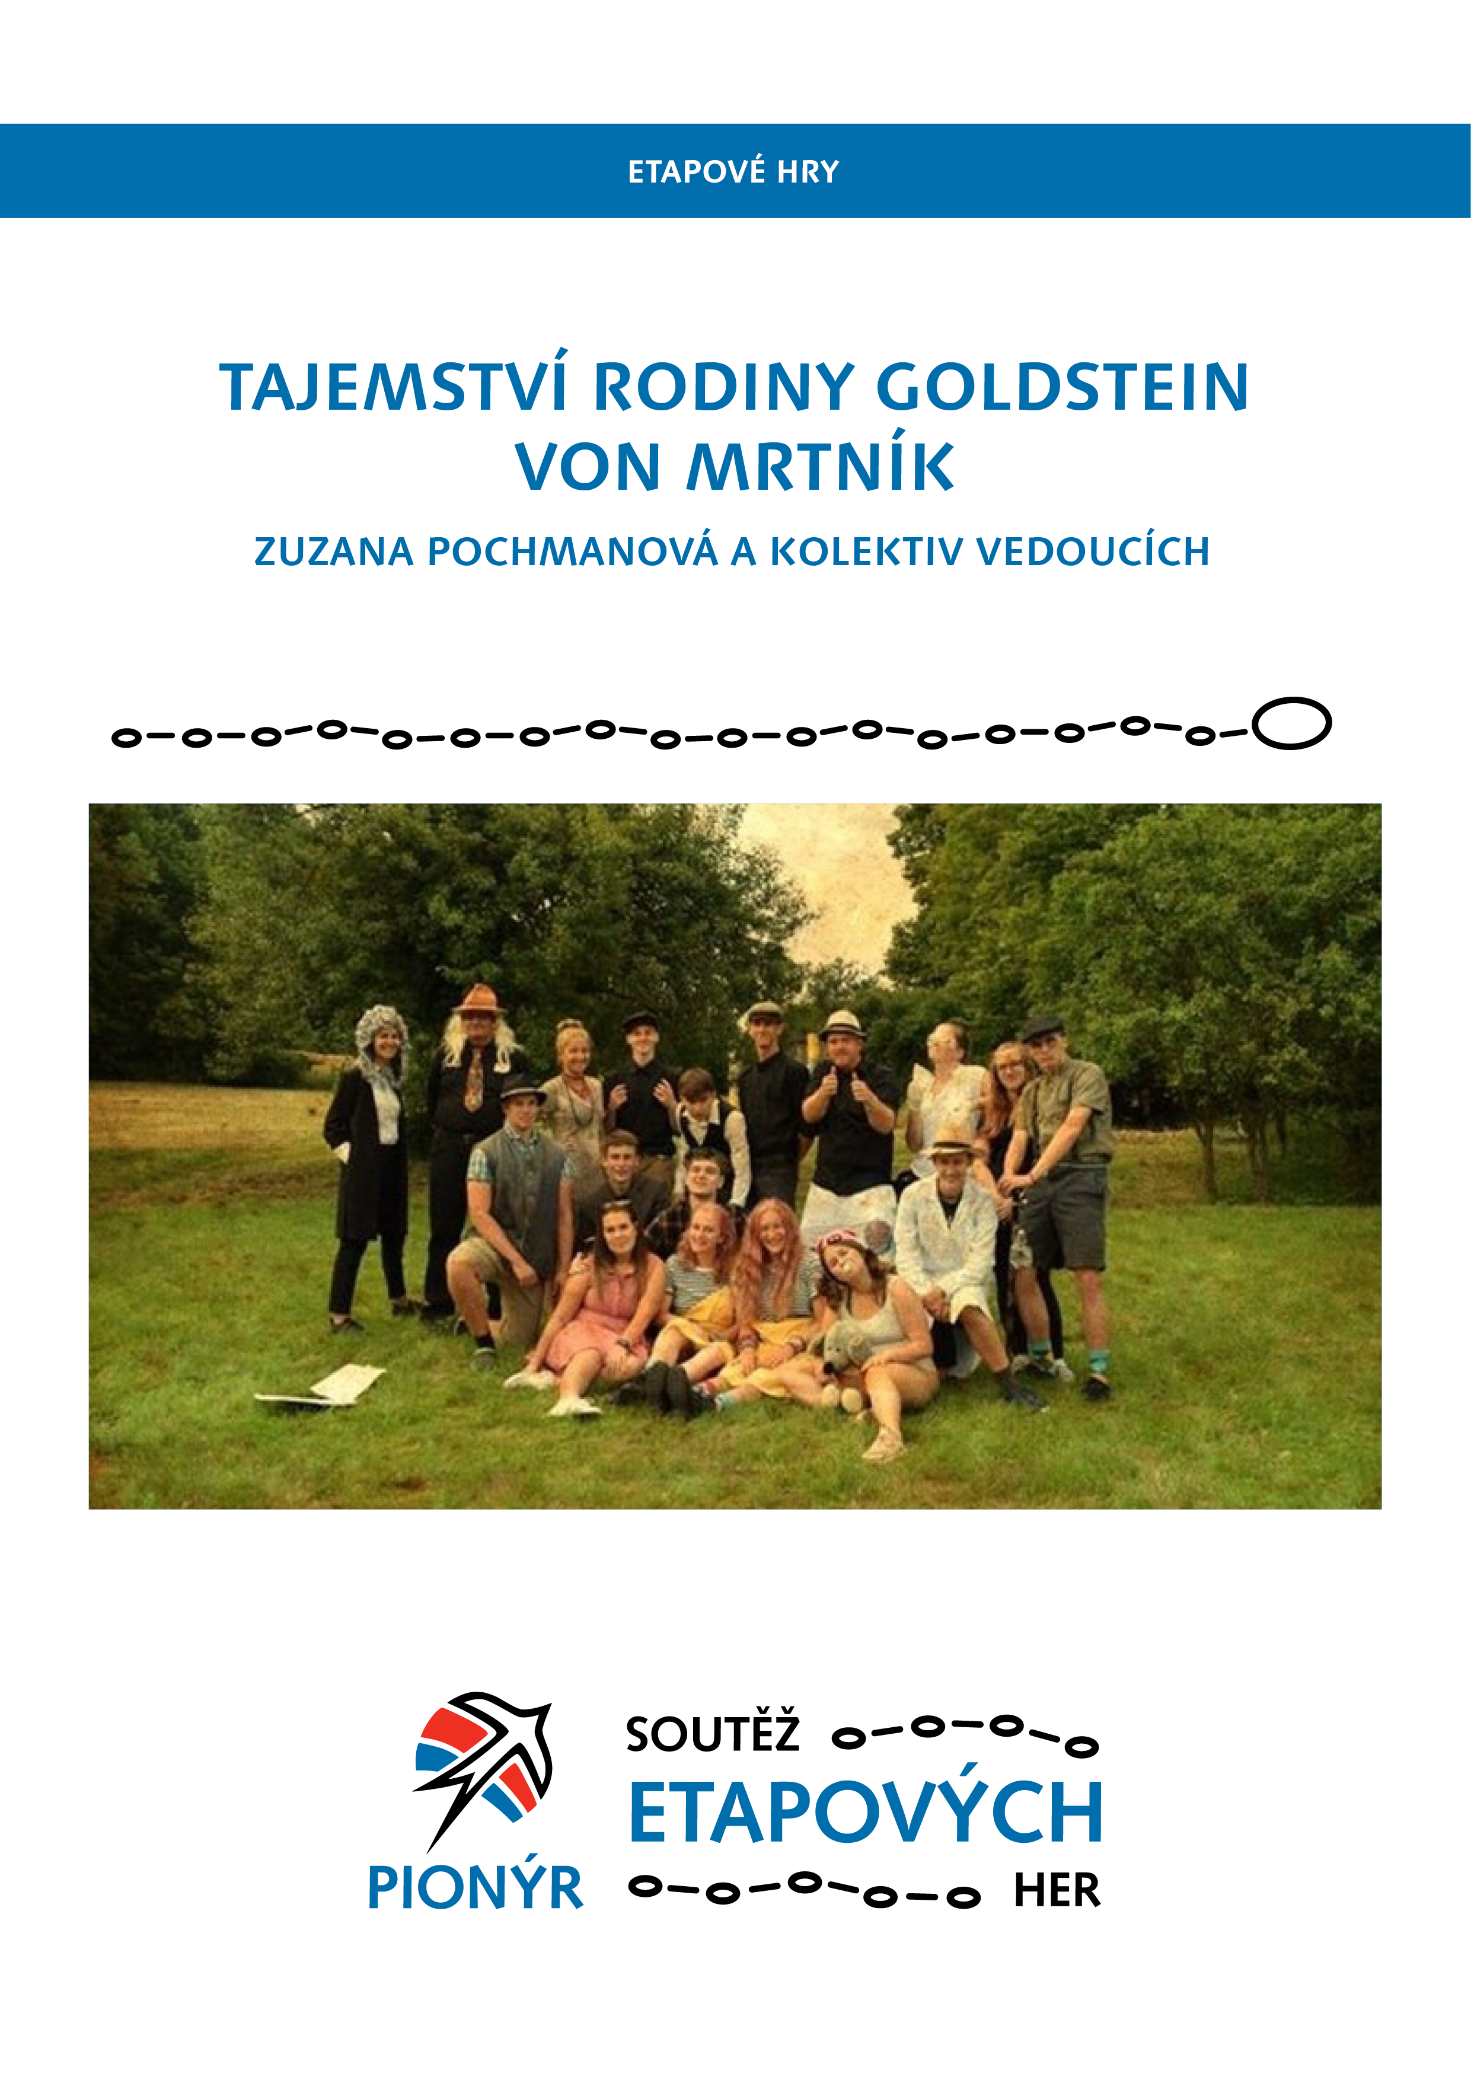 ETAPOVÉ HRY
TAJEMSTVÍ RODINY GOLDSTEIN
VON MRTNÍK
ZUZANA POCHMANOVÁ A KOLEKTIV VEDOUCÍCH
PIONÝR
SOUTĚŽ
ETAPOVÝCH
HER